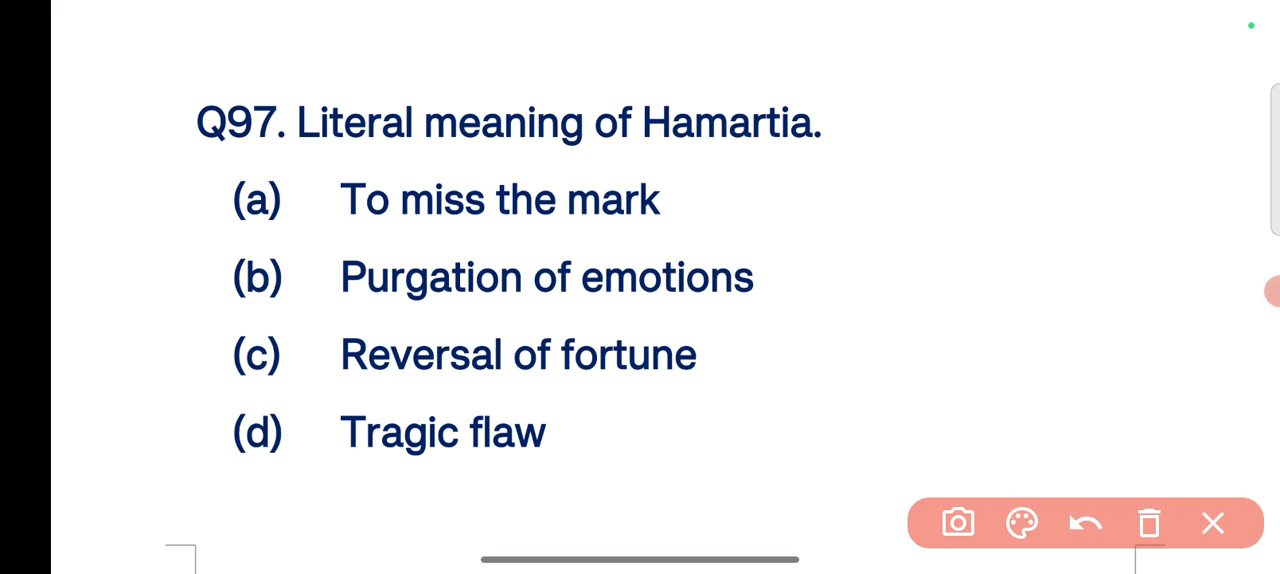 Q97. Literal meaning of Hamartia.
(a) To miss the mark
(b) Purgation of emotions
(c) Reversal of fortune
(d) Tragic flaw